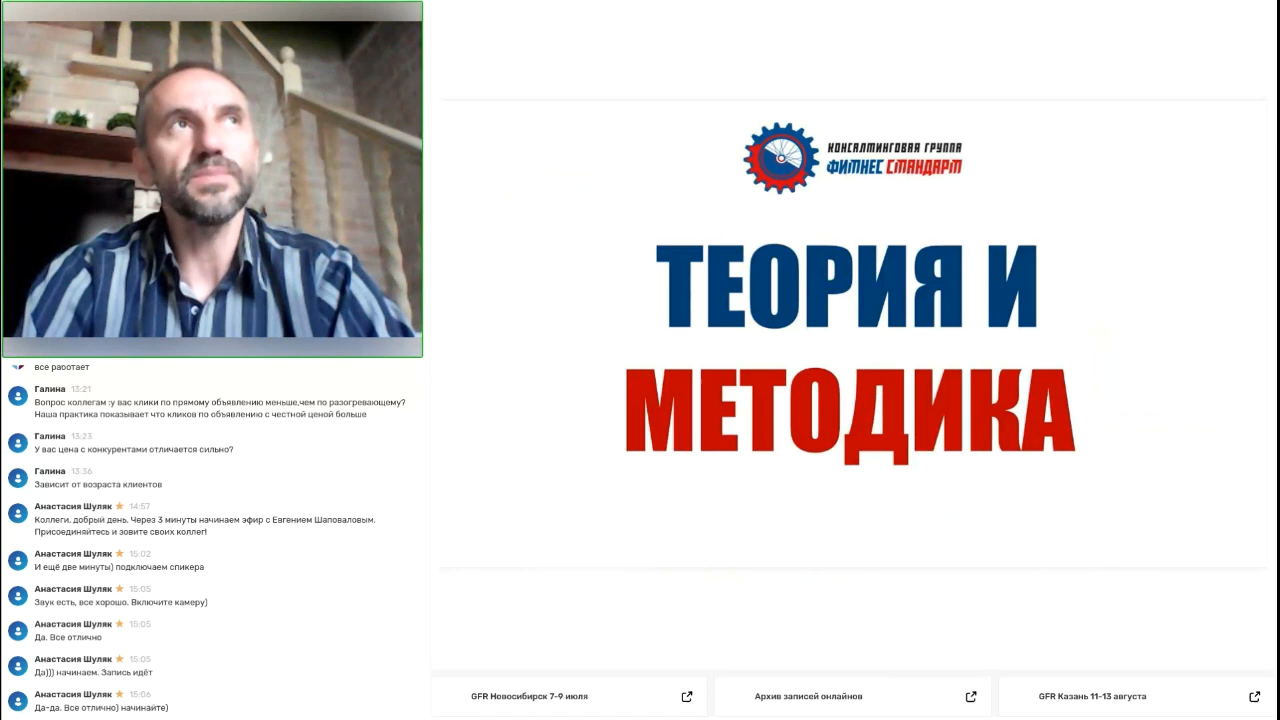 все работает
Галина 13:21
Вопрос коллегам :у вас клики по прямому объявлению меньше,чем по разогревающему?
Наша практика показывает что кликов по объявлению с честной ценой больше
Галина 13:23
У вас цена с конкурентами отличается сильно?
Галина 13:36
Зависит от возраста клиентов
Анастасия Шуляк 14:57
Коллеги, добрый день. Через 3 минуты начинаем эфир с Евгением Шаповаловым.
Присоединяйтесь и зовите своих коллег!
Анастасия Шуляк 15:02
И ещё две минуты) подключаем спикера
Анастасия Шуляк 15:05
Звук есть, все хорошо. Включите камеру)
Анастасия Шуляк 15:05
Да. Все отлично
Анастасия Шуляк 15:05
Да))) начинаем. Запись идёт
Анастасия Шуляк 15:06
Да-да. Все отлично) начинайте)
КОНСАЛТИНГОВАЯ ГРУППА
ФИТНЕС СТАНДАРТ
ТЕОРИЯ И
МЕТОДИКА
GFR Новосибирск 7-9 июля
Архив записей онлайнов
GFR Казань 11-13 августа